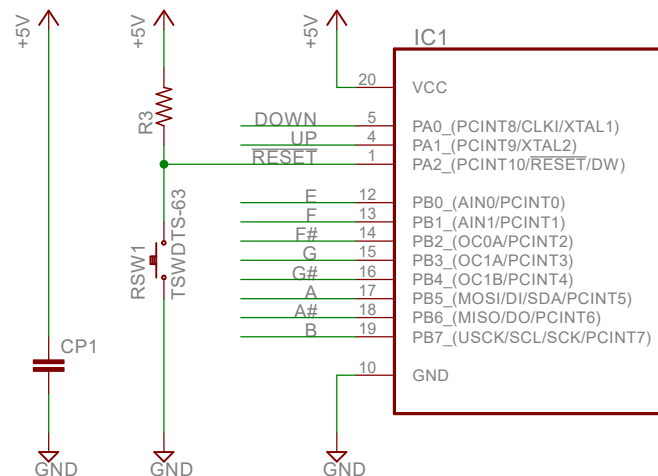 +5V
+5V
+5V
IC1
20 VCC
DOWN 5 PA0_(PCINT8/CLKI/XTAL1)
UP 4 PA1_(PCINT9/XTAL2)
RESET 1 PA2_(PCINT10/RESET/DW)
R3
E 12 PB0_(AIN0/PCINT0)
F 13 PB1_(AIN1/PCINT1)
F# 14 PB2_(OC0A/PCINT2)
G 15 PB3_(OC1A/PCINT3)
G# 16 PB4_(OC1B/PCINT4)
A 17 PB5_(MOSI/DI/SDA/PCINT5)
A# 18 PB6_(MISO/DO/PCINT6)
B 19 PB7_(USCK/SCL/SCK/PCINT7)
RSW1
TSWDTS-63
CP1
10 GND
GND
GND
GND